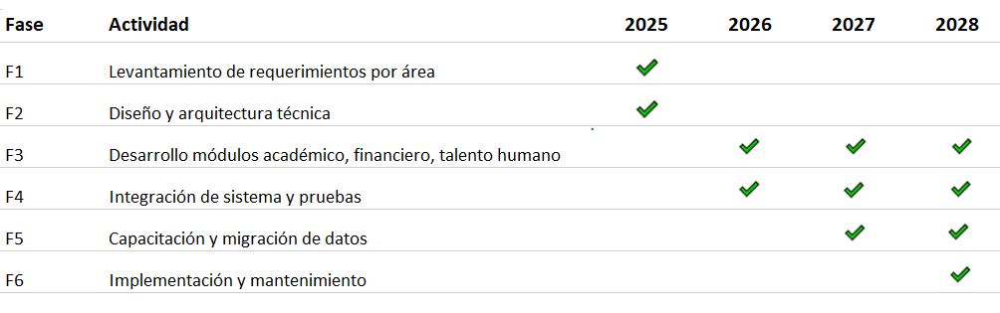 Fase Actividad 2025 2026 2027 2028
F1 Levantamiento de requerimientos por área
F2 Diseño y arquitectura técnica
F3 Desarrollo módulos académico, financiero, talento humano
F4 Integración de sistema y pruebas
F5 Capacitación y migración de datos
F6 Implementación y mantenimiento